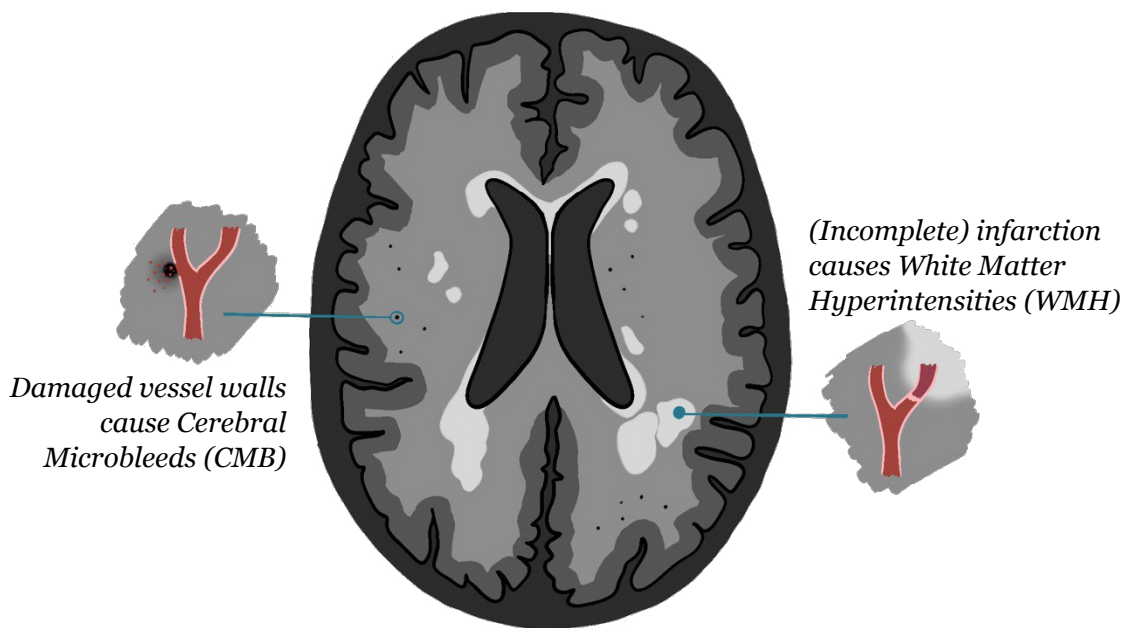 Damaged vessel walls
cause Cerebral
Microbleeds (CMB)
(Incomplete) infarction
causes White Matter
Hyperintensities (WMH)